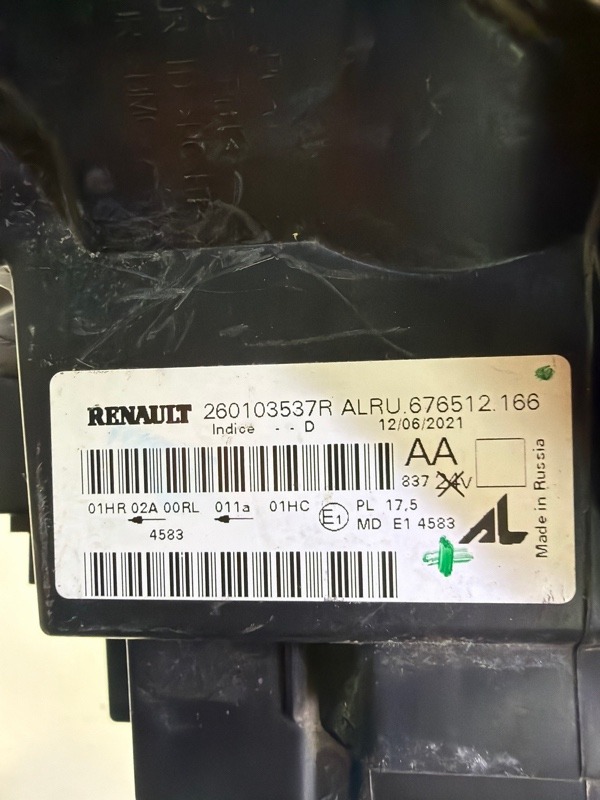 RENAULT 260103537R ALRU.676512.166
Indice - - D 12/06/2021
AA
837 24V
01HR 02A 00RL 011a 01HC E1 PL 17,5
4583 MD E1 4583
AL
Made in Russia